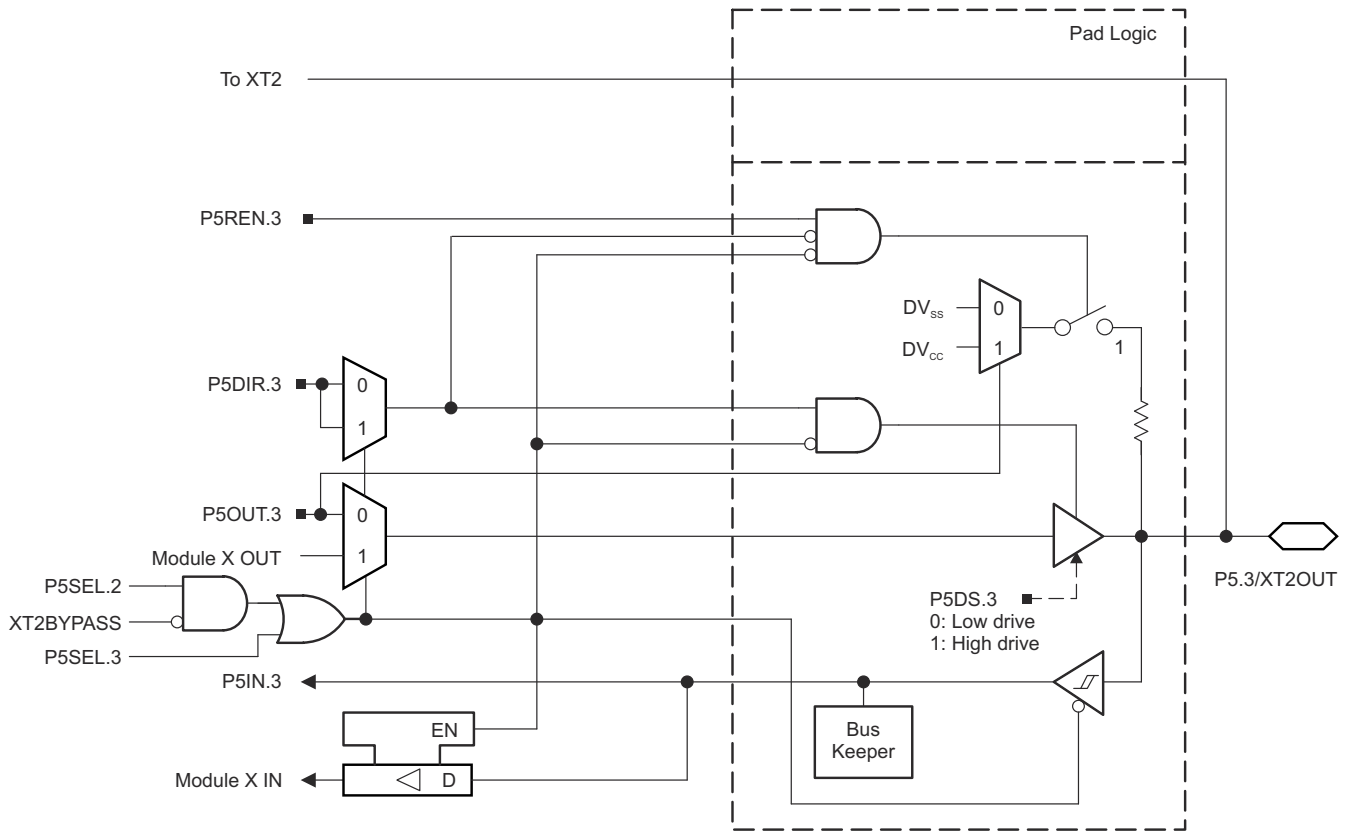 Pad Logic
To XT2
P5REN.3
DVSS
0
DVCC
1
1
P5DIR.3
0
1
P5OUT.3
0
Module X OUT
1
P5SEL.2
XT2BYPASS
P5SEL.3
P5.3/XT2OUT
P5DS.3
0: Low drive
1: High drive
P5IN.3
EN
Bus
Keeper
Module X IN
D